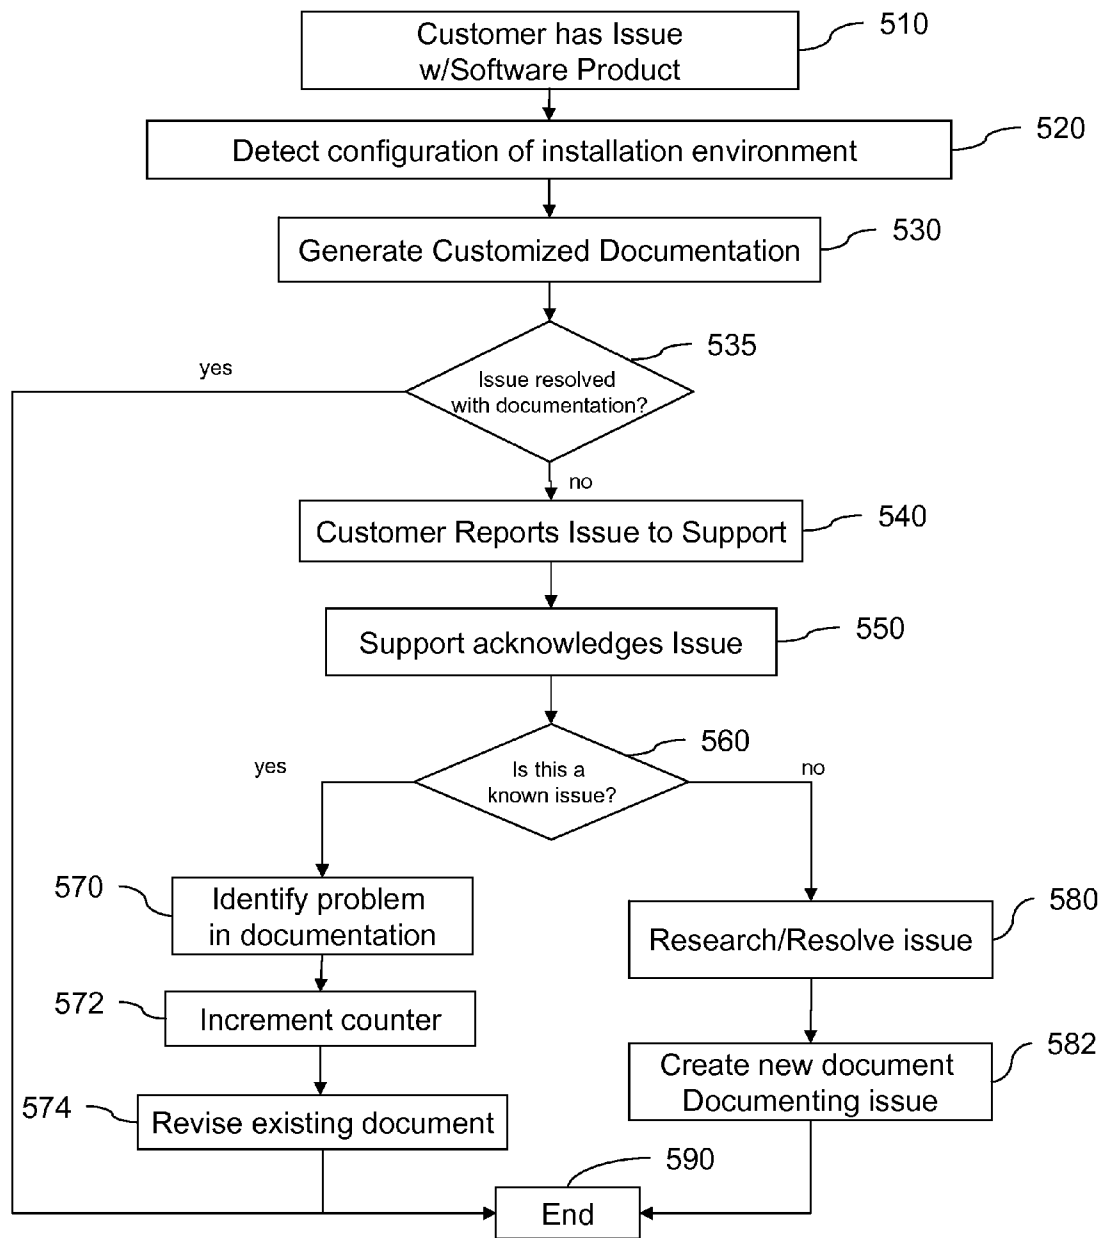 Customer has Issue
w/Software Product
510
Detect configuration of installation environment
520
Generate Customized Documentation
530
Issue resolved
with documentation?
535
yes
no
Customer Reports Issue to Support
540
Support acknowledges Issue
550
Is this a
known issue?
560
yes
no
570
Identify problem
in documentation
572
Increment counter
574
Revise existing document
Research/Resolve issue
580
Create new document
Documenting issue
582
End
590